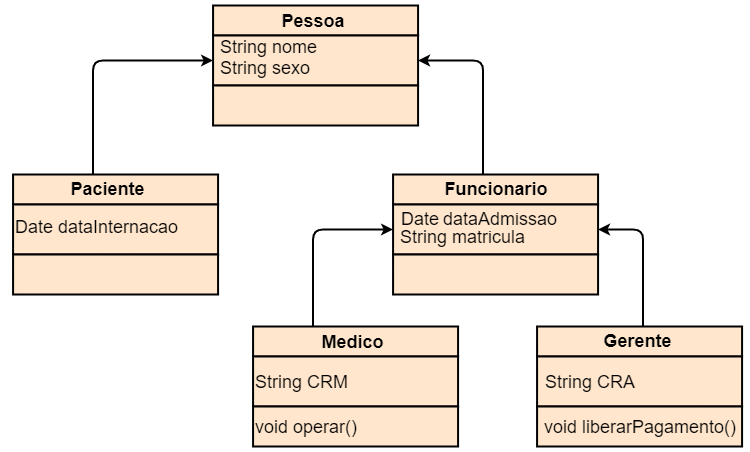 Pessoa
String nome
String sexo
Paciente
Date dataInternacao
Funcionario
Date dataAdmissao
String matricula
Medico
String CRM
void operar()
Gerente
String CRA
void liberarPagamento()